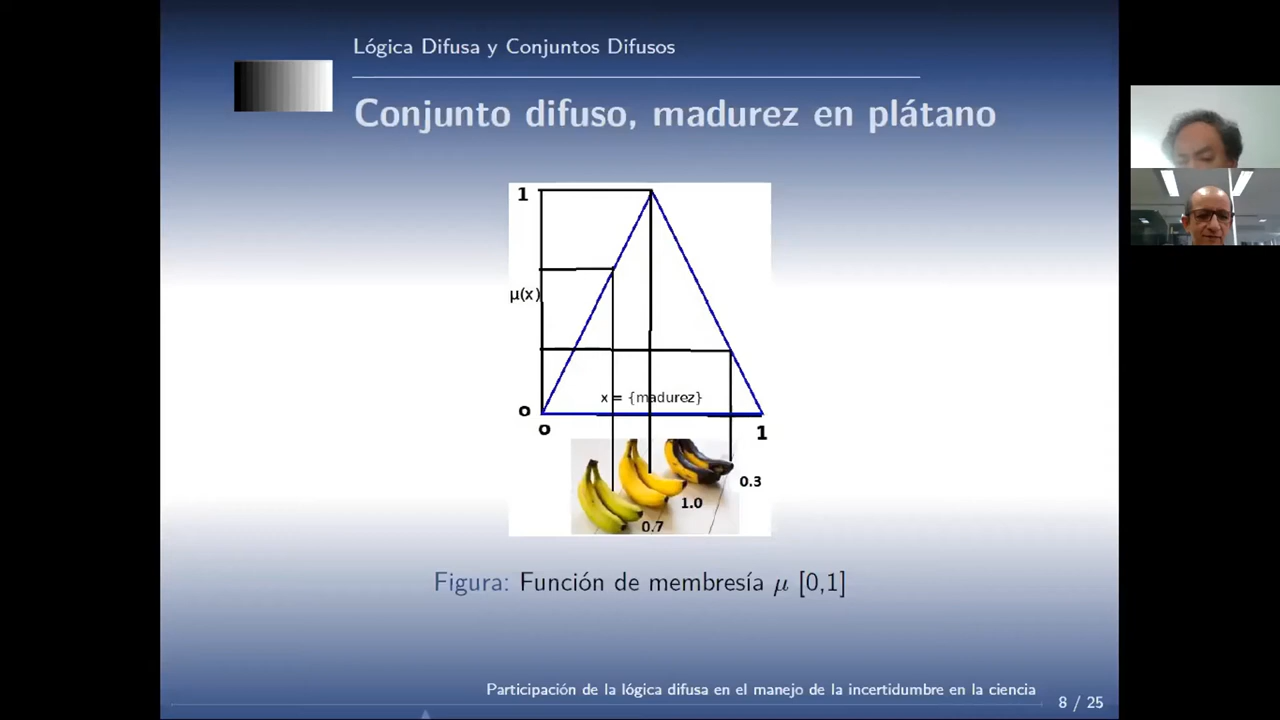 Lógica Difusa y Conjuntos Difusos
Conjunto difuso, madurez en plátano
1
μ(x)
x = {madurez}
0
0
1
0.3
1.0
0.7
Figura: Función de membresía μ [0,1]
Participación de la lógica difusa en el manejo de la incertidumbre en la ciencia
8 / 25